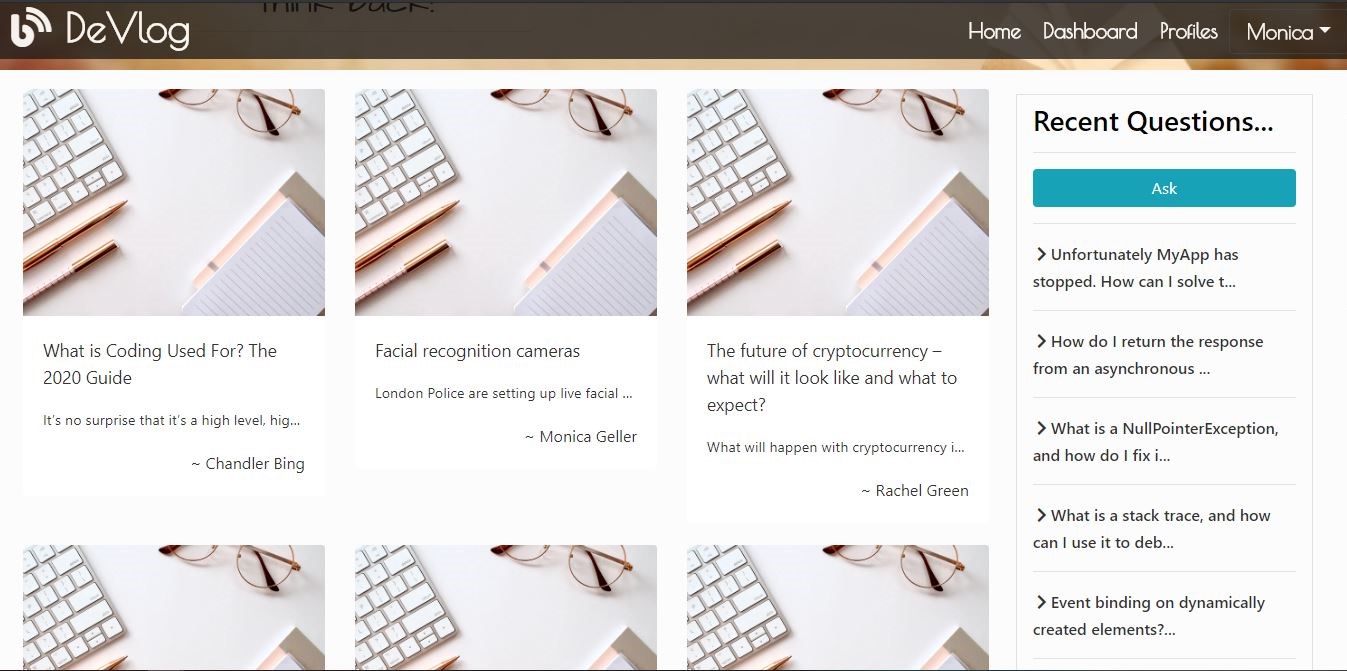 Think back:
DeVlog
Home Dashboard Profiles Monica
What is Coding Used For? The
2020 Guide
It’s no surprise that it’s a high level, hig...
~ Chandler Bing
Facial recognition cameras
London Police are setting up live facial ...
~ Monica Geller
The future of cryptocurrency –
what will it look like and what to
expect?
What will happen with cryptocurrency i...
~ Rachel Green
Recent Questions...
Ask
Unfortunately MyApp has
stopped. How can I solve t...
How do I return the response
from an asynchronous ...
What is a NullPointerException,
and how do I fix i...
What is a stack trace, and how
can I use it to deb...
Event binding on dynamically
created elements?...